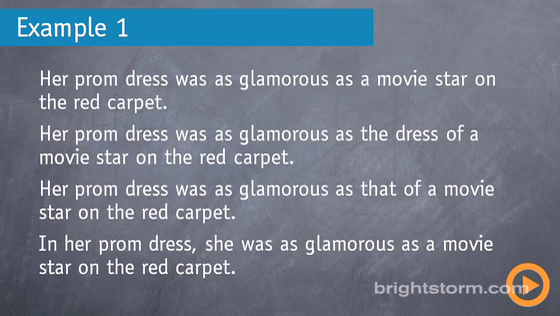 Example 1
Her prom dress was as glamorous as a movie star on
the red carpet.
Her prom dress was as glamorous as the dress of a
movie star on the red carpet.
Her prom dress was as glamorous as that of a movie
star on the red carpet.
In her prom dress, she was as glamorous as a movie
star on the red carpet.
brightstorm.com